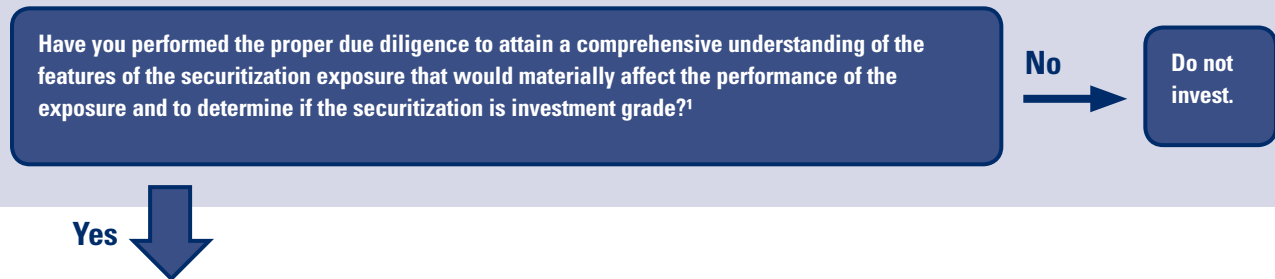 Have you performed the proper due diligence to attain a comprehensive understanding of the
features of the securitization exposure that would materially affect the performance of the
exposure and to determine if the securitization is investment grade?¹
No
Do not
invest.
Yes